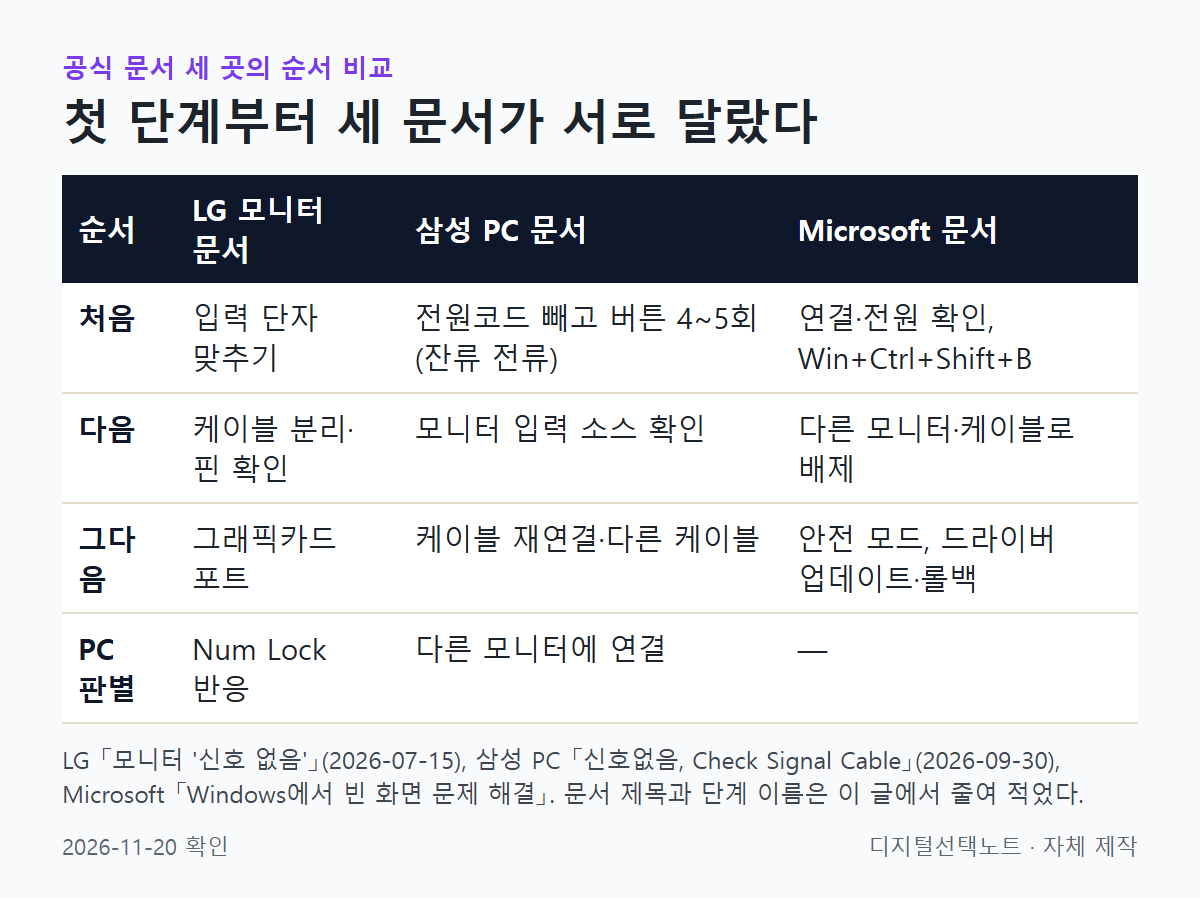 공식 문서 세 곳의 순서 비교
첫 단계부터 세 문서가 서로 달랐다
순서
LG 모니터
문서
삼성 PC 문서
Microsoft 문서
처음
입력 단자
맞추기
전원코드 빼고 버튼 4~5회
(잔류 전류)
연결·전원 확인,
Win+Ctrl+Shift+B
다음
케이블 분리·
핀 확인
모니터 입력 소스 확인
다른 모니터·케이블로
배제
그다
음
그래픽카드
포트
케이블 재연결·다른 케이블
안전 모드, 드라이버
업데이트·롤백
PC
판별
Num Lock
반응
다른 모니터에 연결
—
LG「모니터 '신호 없음'」(2026-07-15), 삼성 PC「신호없음, Check Signal Cable」(2026-09-30),
Microsoft「Windows에서 빈 화면 문제 해결」. 문서 제목과 단계 이름은 이 글에서 줄여 적었다.
2026-11-20 확인
디지털선택노트 · 자체 제작